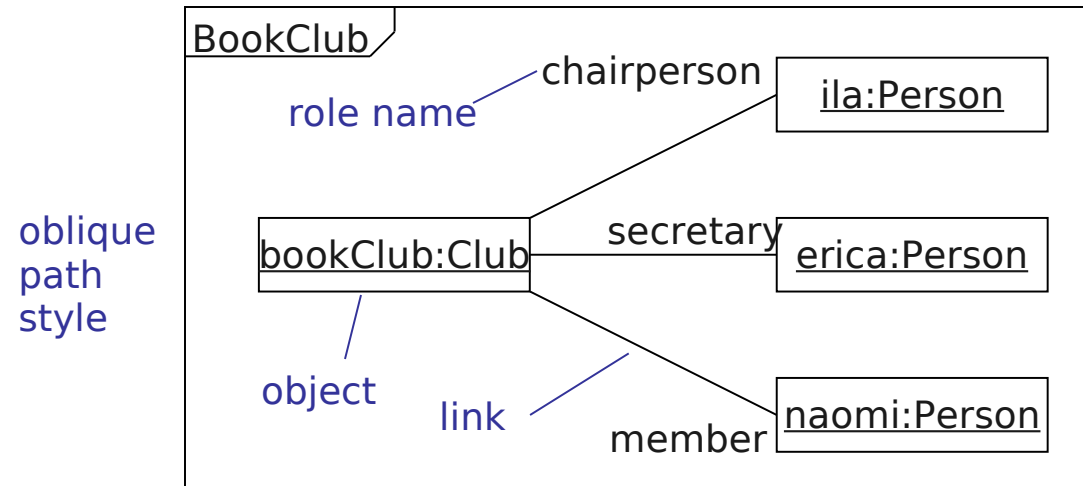 BookClub
chairperson
role name
ila:Person
oblique
path
style
bookClub:Club
secretary
erica:Person
object
link
member
naomi:Person